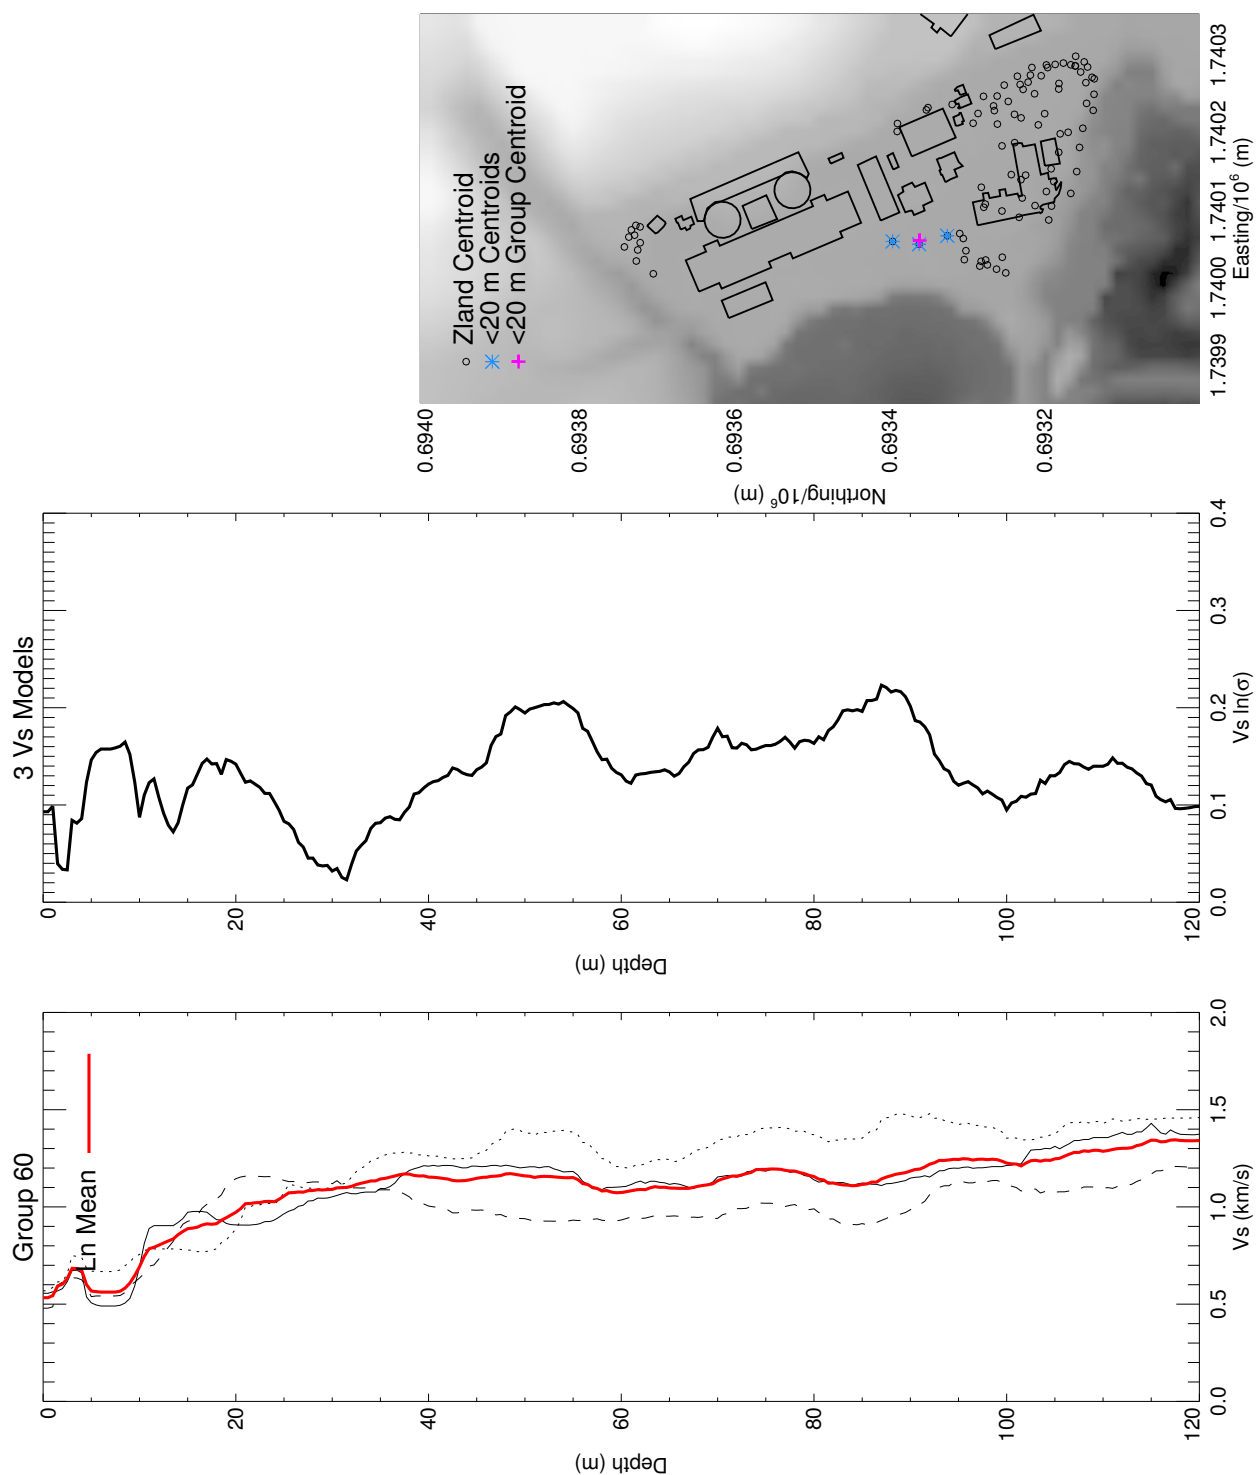 Group 60
Ln Mean
Depth (m)
0
20
40
60
80
100
120
0.0
0.5
1.0
1.5
2.0
Vs (km/s)
3 Vs Models
Depth (m)
0
20
40
60
80
100
120
0.0
0.1
0.2
0.3
0.4
Vs ln(σ)
Zland Centroid
<20 m Centroids
<20 m Group Centroid
Northing/10⁶ (m)
0.6940
0.6938
0.6936
0.6934
0.6932
1.7399
1.7400
1.7401
1.7402
1.7403
Easting/10⁶ (m)